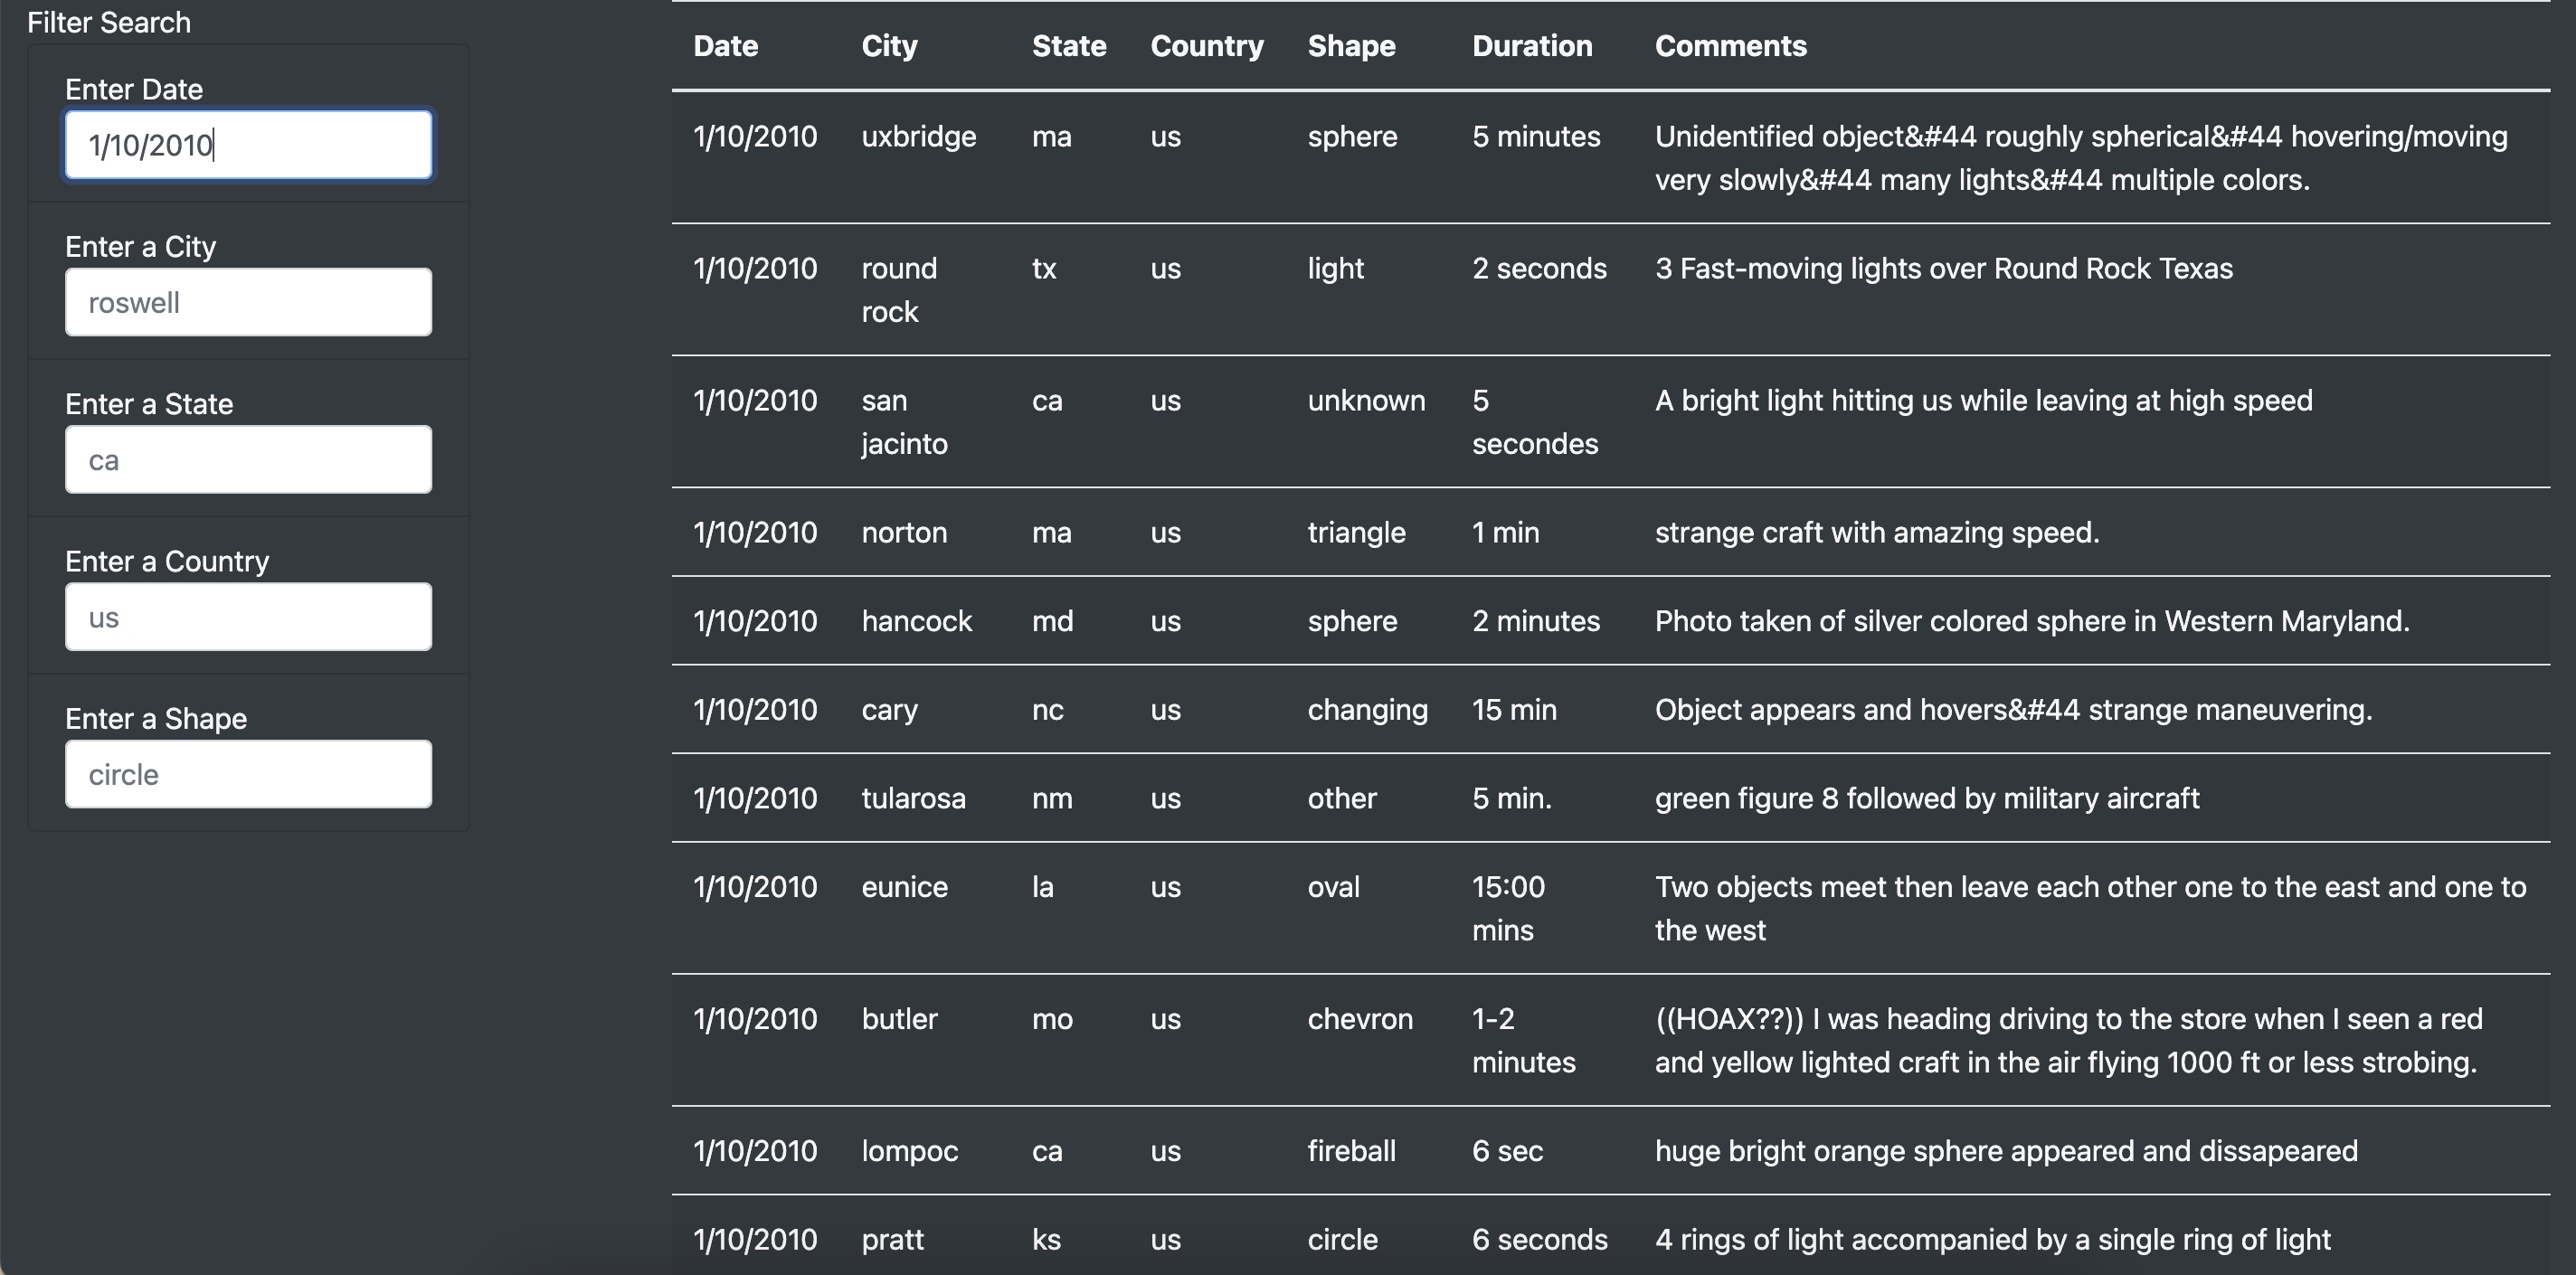 Filter Search
Enter Date
1/10/2010
Enter a City
roswell
Enter a State
ca
Enter a Country
us
Enter a Shape
circle
Date City State Country Shape Duration Comments
1/10/2010 uxbridge ma us sphere 5 minutes Unidentified object&#44 roughly spherical&#44 hovering/moving
very slowly&#44 many lights&#44 multiple colors.
1/10/2010 round tx us light 2 seconds 3 Fast-moving lights over Round Rock Texas
rock
1/10/2010 san ca us unknown 5 A bright light hitting us while leaving at high speed
jacinto secondes
1/10/2010 norton ma us triangle 1 min strange craft with amazing speed.
1/10/2010 hancock md us sphere 2 minutes Photo taken of silver colored sphere in Western Maryland.
1/10/2010 cary nc us changing 15 min Object appears and hovers&#44 strange maneuvering.
1/10/2010 tularosa nm us other 5 min. green figure 8 followed by military aircraft
1/10/2010 eunice la us oval 15:00 Two objects meet then leave each other one to the east and one to
mins the west
1/10/2010 butler mo us chevron 1-2 ((HOAX??)) I was heading driving to the store when I seen a red
minutes and yellow lighted craft in the air flying 1000 ft or less strobing.
1/10/2010 lompoc ca us fireball 6 sec huge bright orange sphere appeared and dissapeared
1/10/2010 pratt ks us circle 6 seconds 4 rings of light accompanied by a single ring of light